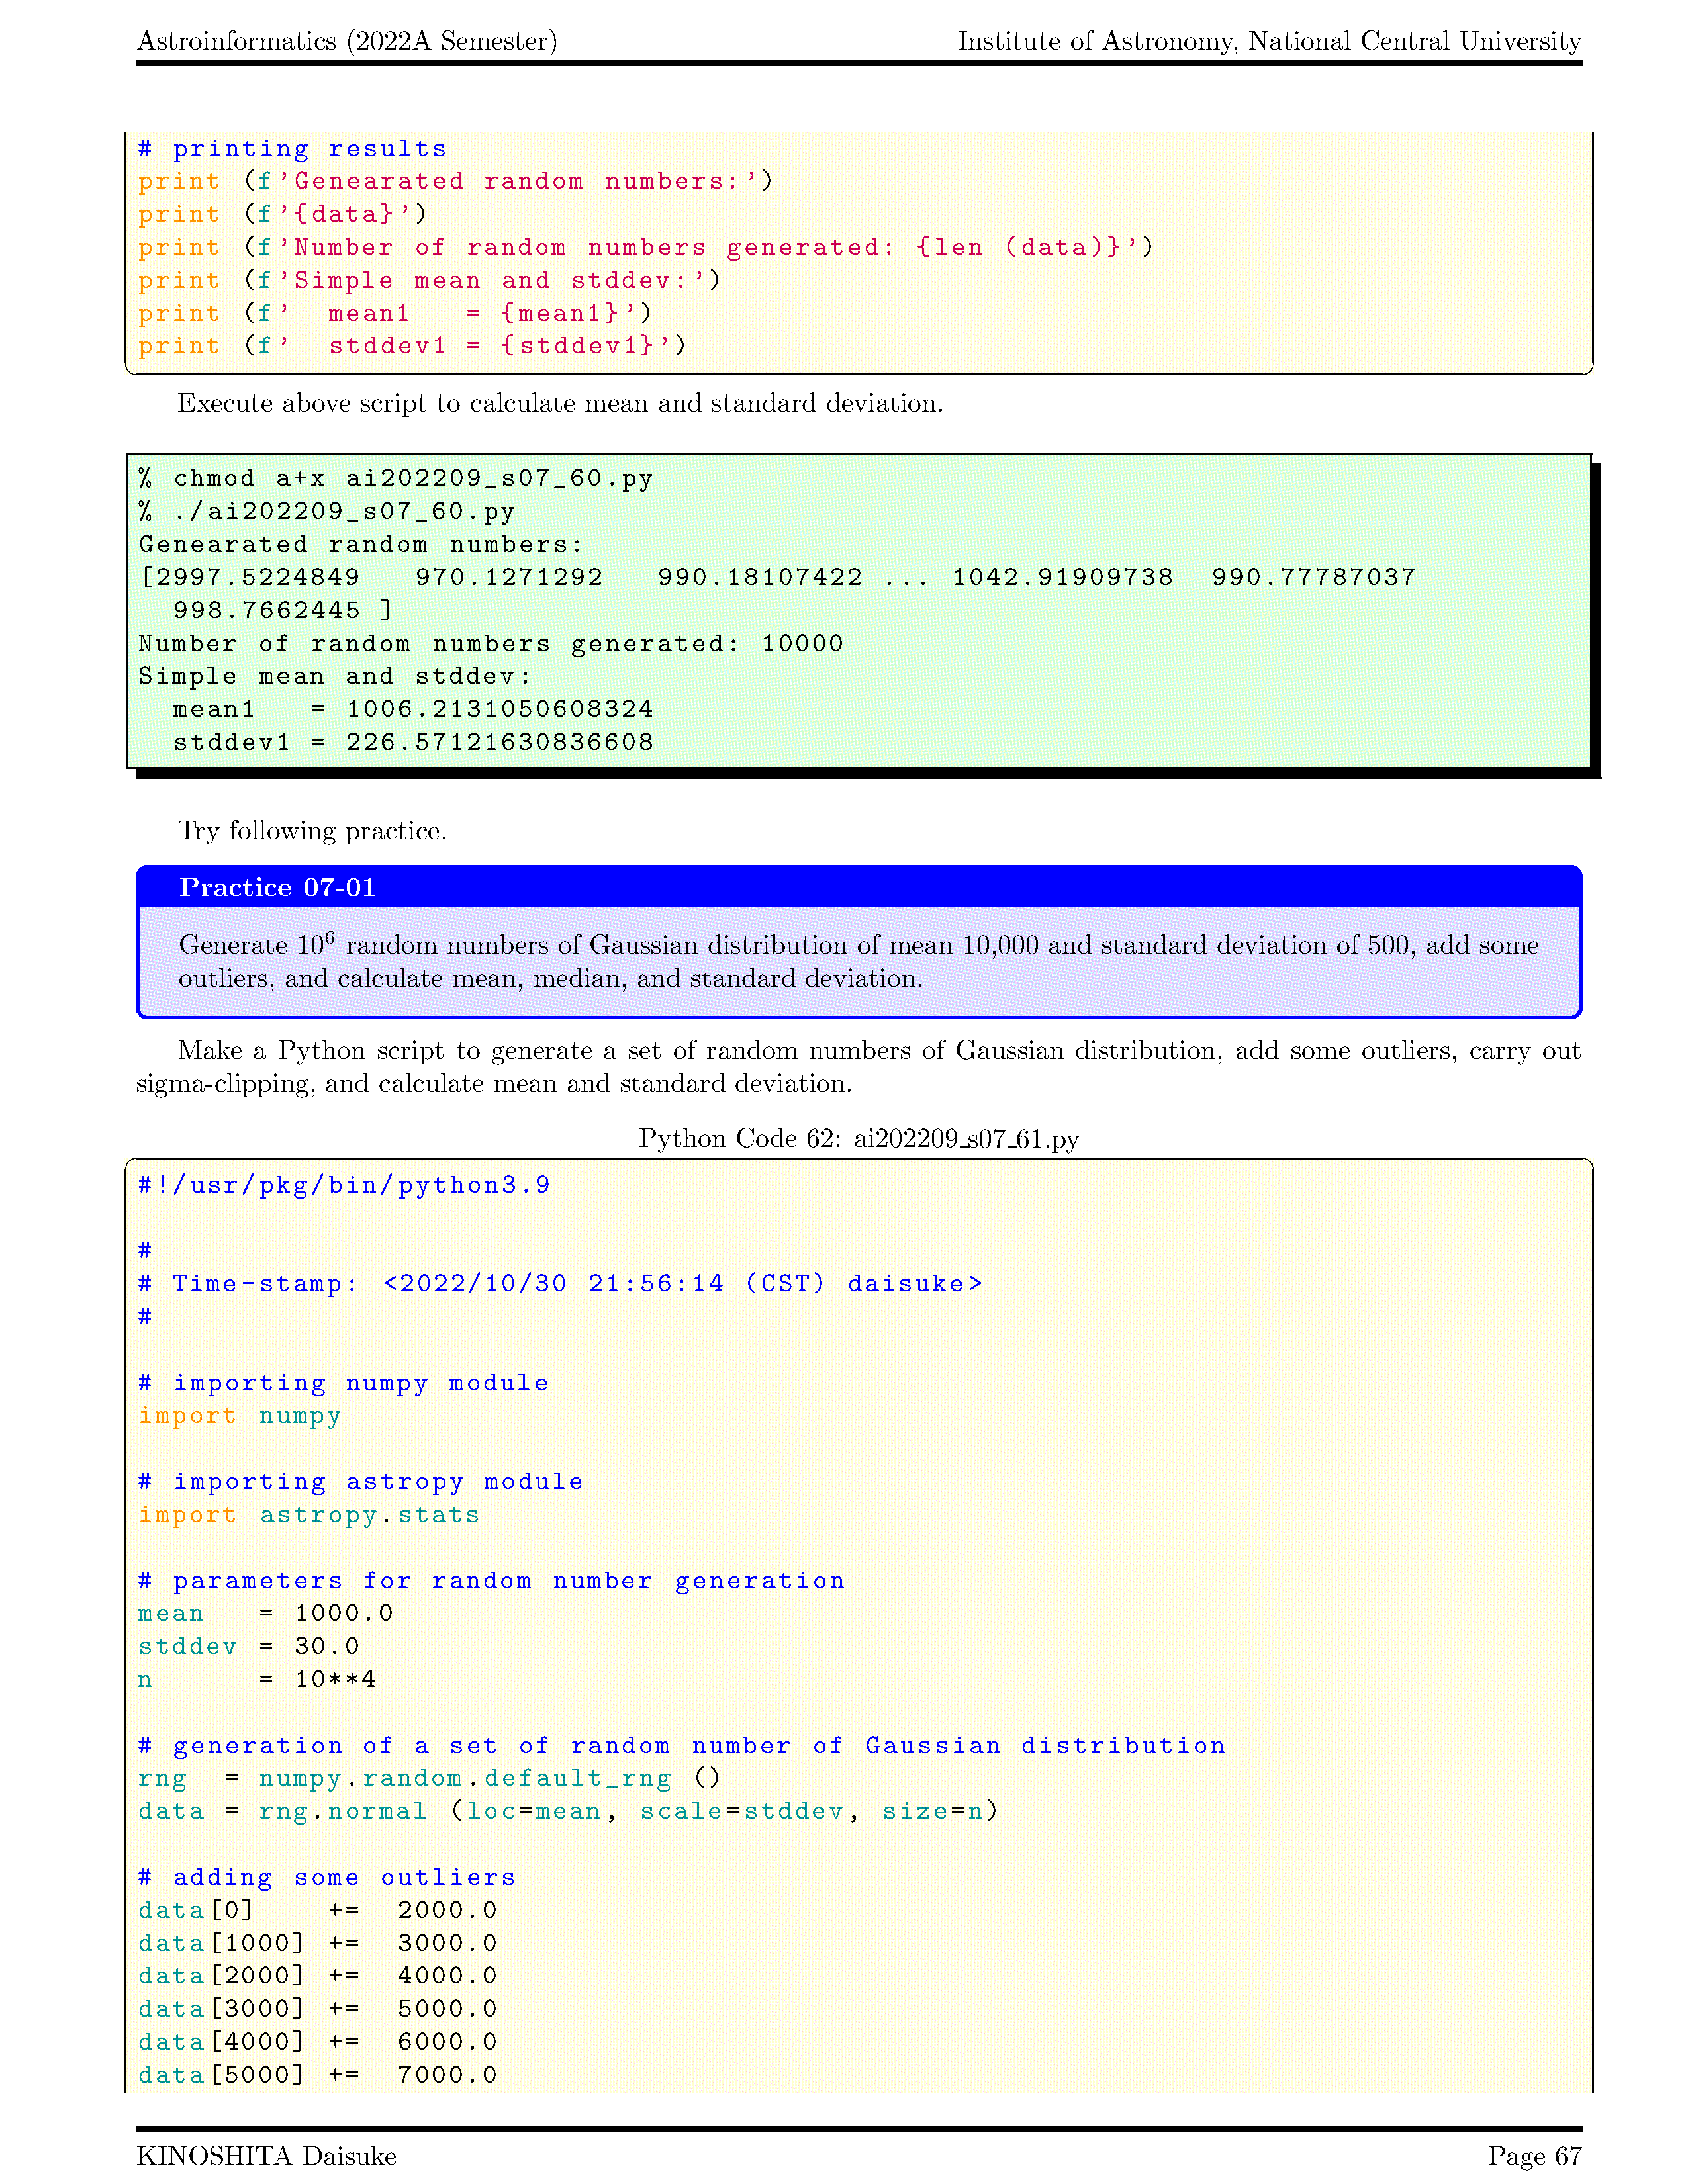 Astroinformatics (2022A Semester) Institute of Astronomy, National Central University
# printing results
print (f'Genearated random numbers:')
print (f'{data}')
print (f'Number of random numbers generated: {len (data)}')
print (f'Simple mean and stddev:')
print (f'  mean1   = {mean1}')
print (f'  stddev1 = {stddev1}')
Execute above script to calculate mean and standard deviation.
% chmod a+x ai202209_s07_60.py
% ./ai202209_s07_60.py
Genearated random numbers:
[2997.5224849   970.1271292   990.18107422 ... 1042.91909738  990.77787037
  998.7662445 ]
Number of random numbers generated: 10000
Simple mean and stddev:
  mean1   = 1006.2131050608324
  stddev1 = 226.57121630836608
Try following practice.
Practice 07-01
Generate 10⁶ random numbers of Gaussian distribution of mean 10,000 and standard deviation of 500, add some
outliers, and calculate mean, median, and standard deviation.
Make a Python script to generate a set of random numbers of Gaussian distribution, add some outliers, carry out
sigma-clipping, and calculate mean and standard deviation.
Python Code 62: ai202209_s07_61.py
#!/usr/pkg/bin/python3.9
#
# Time-stamp: <2022/10/30 21:56:14 (CST) daisuke>
#
# importing numpy module
import numpy
# importing astropy module
import astropy.stats
# parameters for random number generation
mean   = 1000.0
stddev = 30.0
n      = 10**4
# generation of a set of random number of Gaussian distribution
rng  = numpy.random.default_rng ()
data = rng.normal (loc=mean, scale=stddev, size=n)
# adding some outliers
data[0]    +=  2000.0
data[1000] +=  3000.0
data[2000] +=  4000.0
data[3000] +=  5000.0
data[4000] +=  6000.0
data[5000] +=  7000.0
KINOSHITA Daisuke Page 67